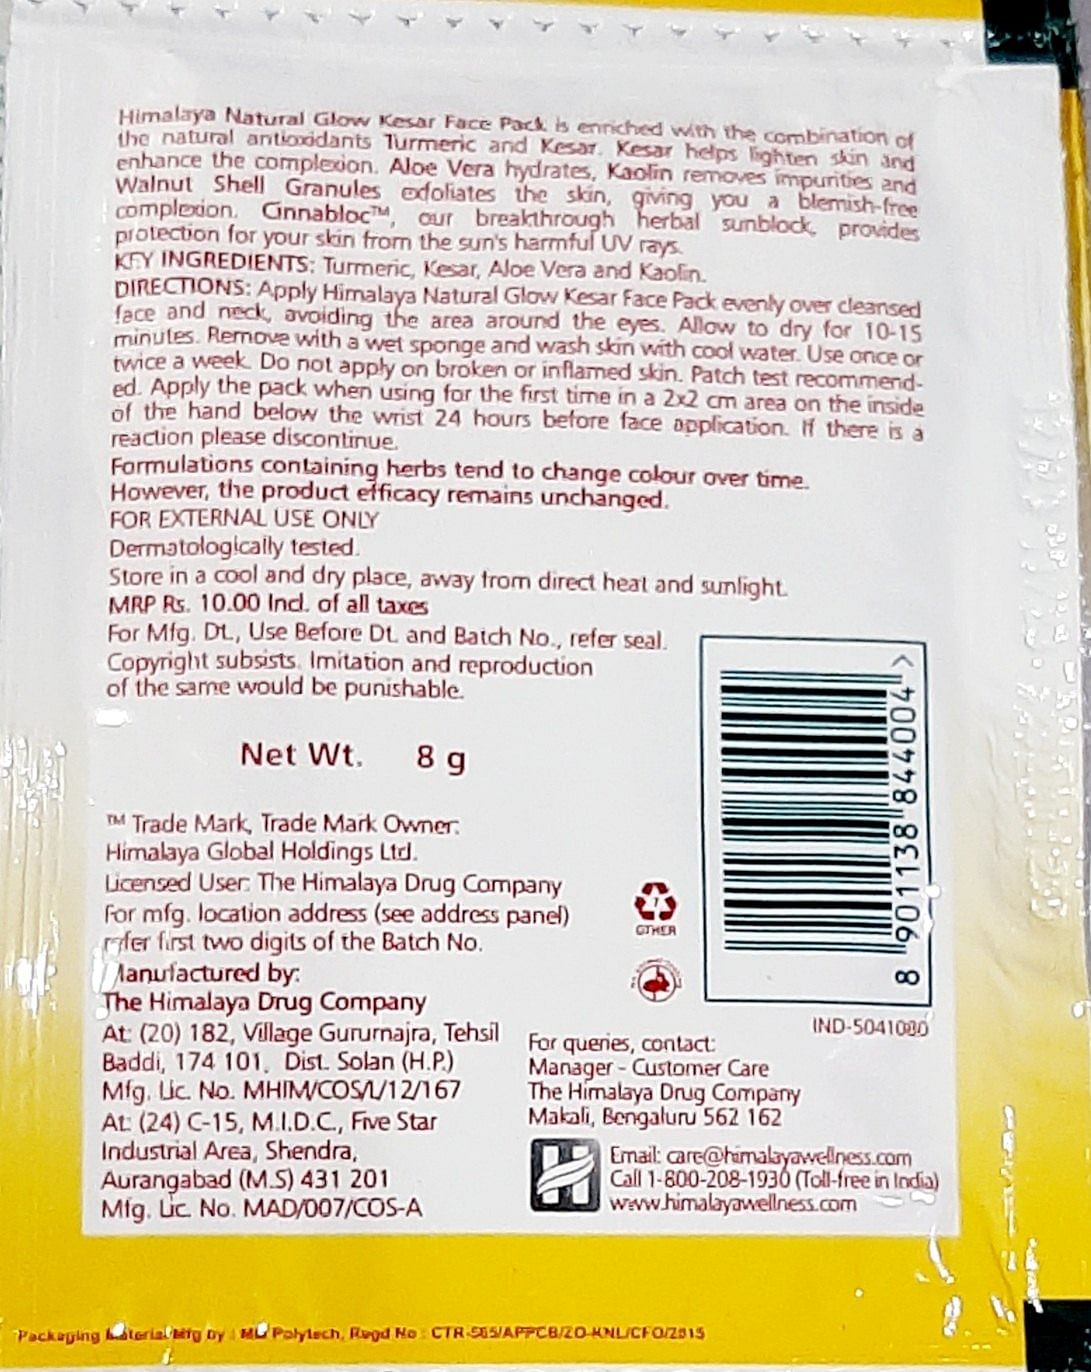 Himalaya Natural Glow Kesar Face Pack is enriched with the combination of
the natural antioxidants Turmeric and Kesar. Kesar helps lighten skin and
enhance the complexion. Aloe Vera hydrates, Kaolin removes impurities and
Walnut Shell Granules exfoliates the skin, giving you a blemish-free
complexion. Cinnabloc™, our breakthrough herbal sunblock, provides
protection for your skin from the sun's harmful UV rays.
KEY INGREDIENTS: Turmeric, Kesar, Aloe Vera and Kaolin.
DIRECTIONS: Apply Himalaya Natural Glow Kesar Face Pack evenly over cleansed
face and neck, avoiding the area around the eyes. Allow to dry for 10-15
minutes. Remove with a wet sponge and wash skin with cool water. Use once or
twice a week. Do not apply on broken or inflamed skin. Patch test recommend-
ed. Apply the pack when using for the first time in a 2x2 cm area on the inside
of the hand below the wrist 24 hours before face application. If there is a
reaction please discontinue.
Formulations containing herbs tend to change colour over time.
However, the product efficacy remains unchanged.
FOR EXTERNAL USE ONLY
Dermatologically tested.
Store in a cool and dry place, away from direct heat and sunlight.
MRP Rs. 10.00 Incl. of all taxes
For Mfg. Dt., Use Before Dt. and Batch No., refer seal.
Copyright subsists. Imitation and reproduction
of the same would be punishable.
Net Wt. 8 g
8 901138 844004 >
IND-5041080
™ Trade Mark, Trade Mark Owner:
Himalaya Global Holdings Ltd.
Licensed User: The Himalaya Drug Company
For mfg. location address (see address panel)
refer first two digits of the Batch No.
7
OTHER
Manufactured by:
The Himalaya Drug Company
At: (20) 182, Village Gurumajra, Tehsil
Baddi, 174 101, Dist. Solan (H.P.)
Mfg. Lic. No. MHIM/COS/L/12/167
At: (24) C-15, M.I.D.C., Five Star
Industrial Area, Shendra,
Aurangabad (M.S) 431 201
Mfg. Lic. No. MAD/007/COS-A
For queries, contact:
Manager - Customer Care
The Himalaya Drug Company
Makali, Bengaluru 562 162
Email: care@himalayawellness.com
Call 1-800-208-1930 (Toll-free in India)
www.himalayawellness.com
Packaging Material Mfg by : Polytech, Regd No : CTR-565/APPCB/ZO-KNL/CFO/2015